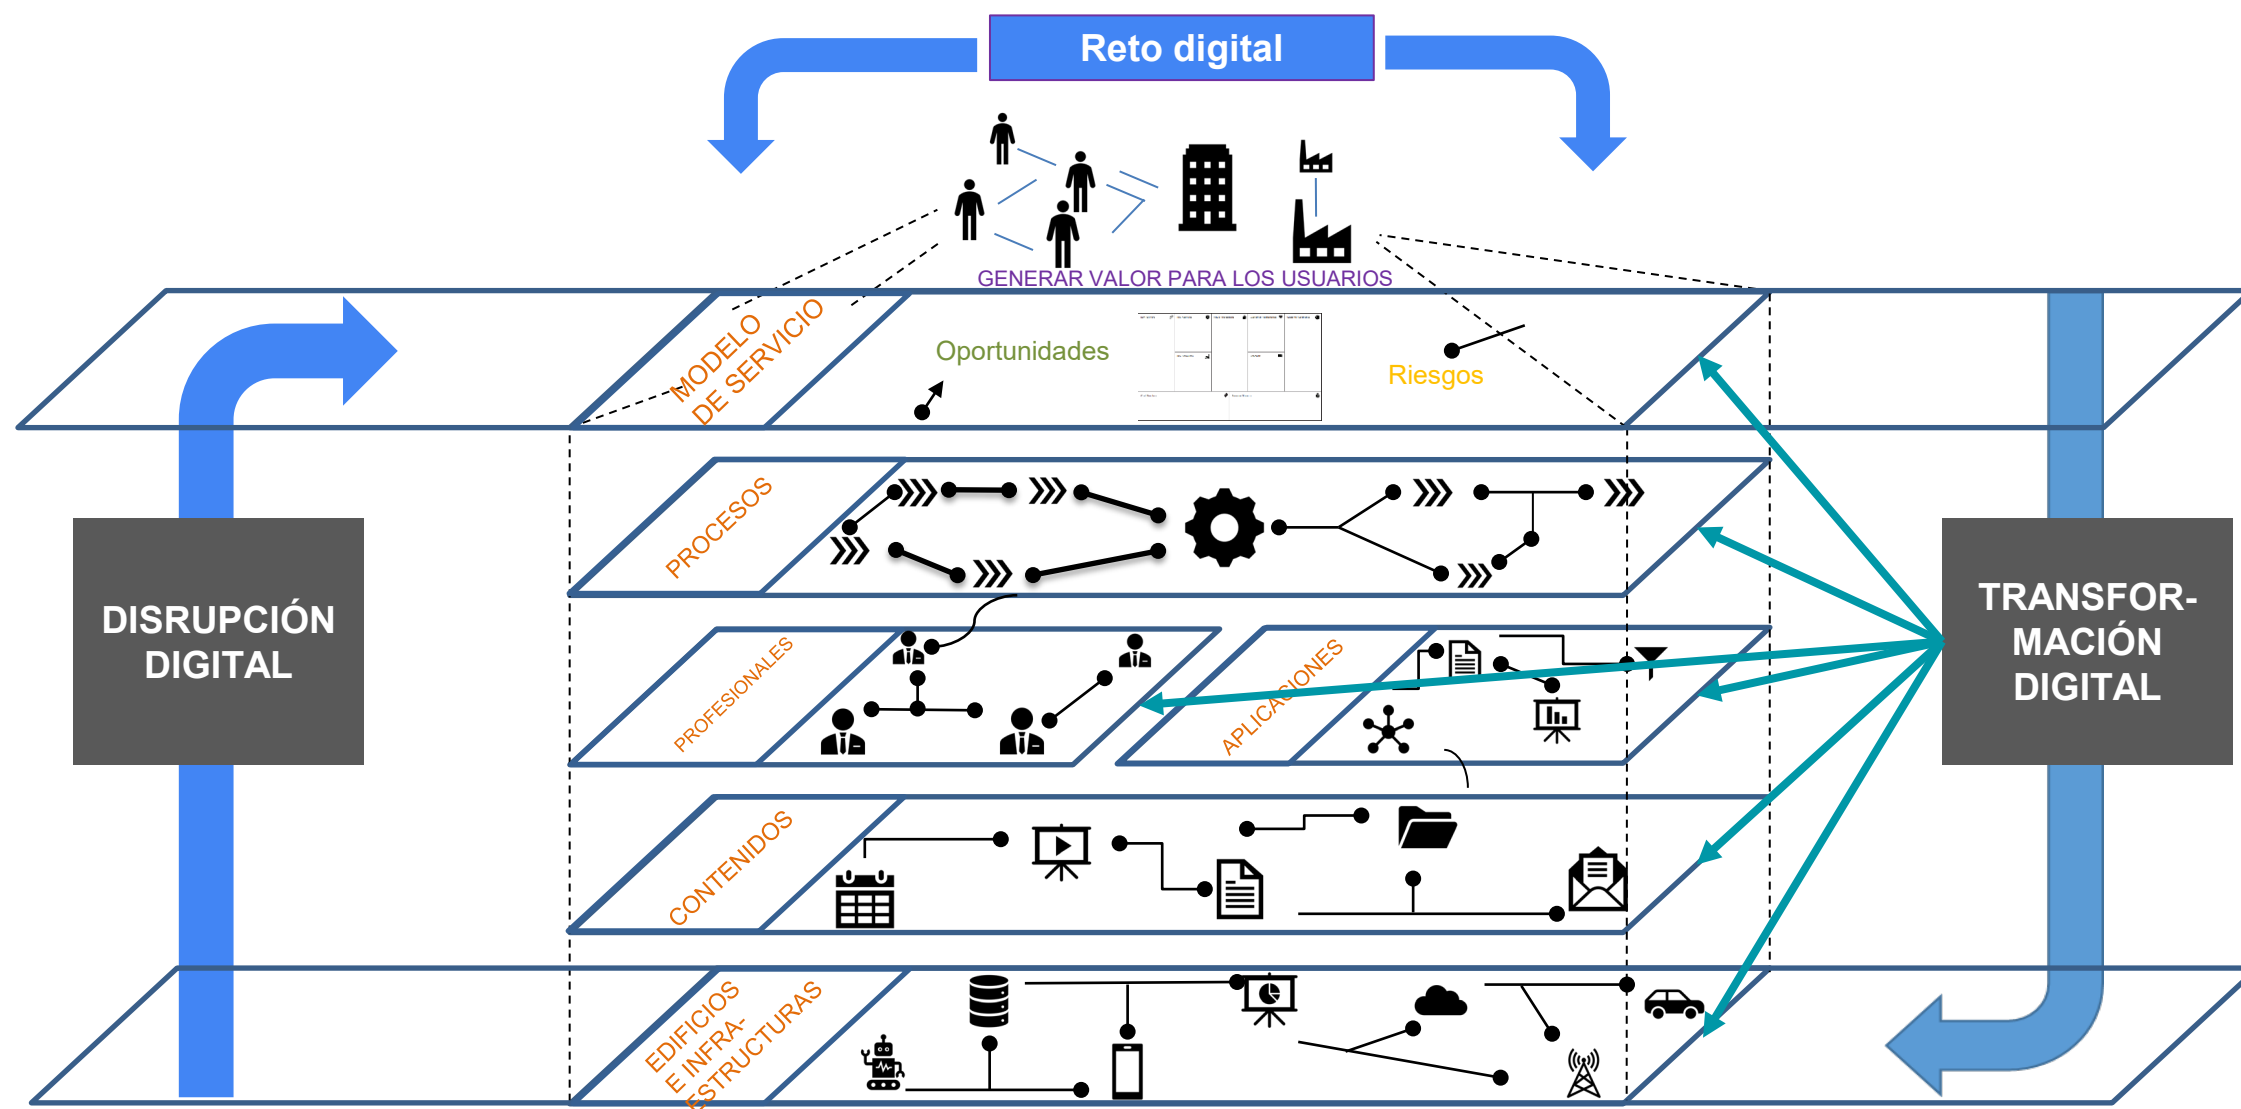 Reto digital
GENERAR VALOR PARA LOS USUARIOS
MODELO
DE SERVICIO
Oportunidades
Riesgos
PROCESOS
DISRUPCIÓN
DIGITAL
TRANSFOR-
MACIÓN
DIGITAL
PROFESIONALES
APLICACIONES
CONTENIDOS
EDIFICIOS
E INFRA-
ESTRUCTURAS